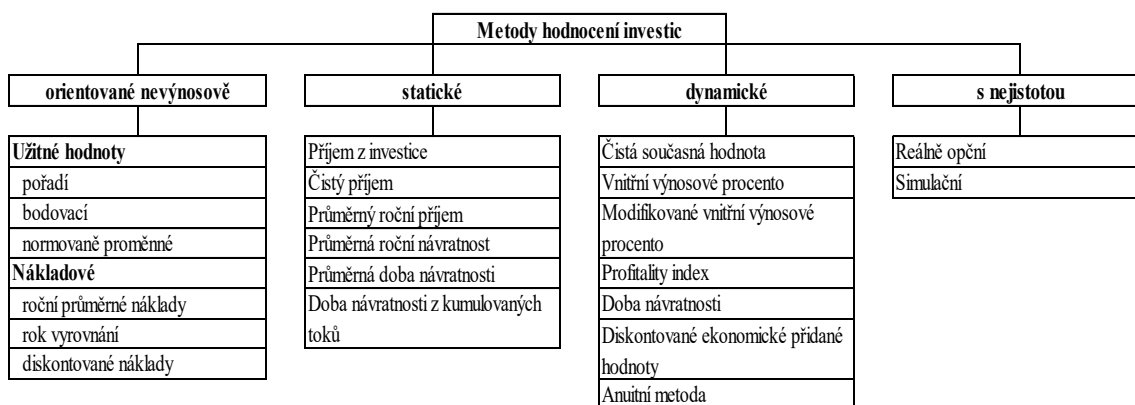 Metody hodnocení investic
orientované nevýnosově
statické
dynamické
s nejistotou
Užitné hodnoty
pořadí
bodovací
normovaně proměnné
Nákladové
roční průměrné náklady
rok vyrovnání
diskontované náklady
Příjem z investice
Čistý příjem
Průměrný roční příjem
Průměrná roční návratnost
Průměrná doba návratnosti
Doba návratnosti z kumulovaných
toků
Čistá současná hodnota
Vnitřní výnosové procento
Modifikované vnitřní výnosové
procento
Profitality index
Doba návratnosti
Diskontované ekonomické přidané
hodnoty
Anuitní metoda
Reálně opční
Simulační